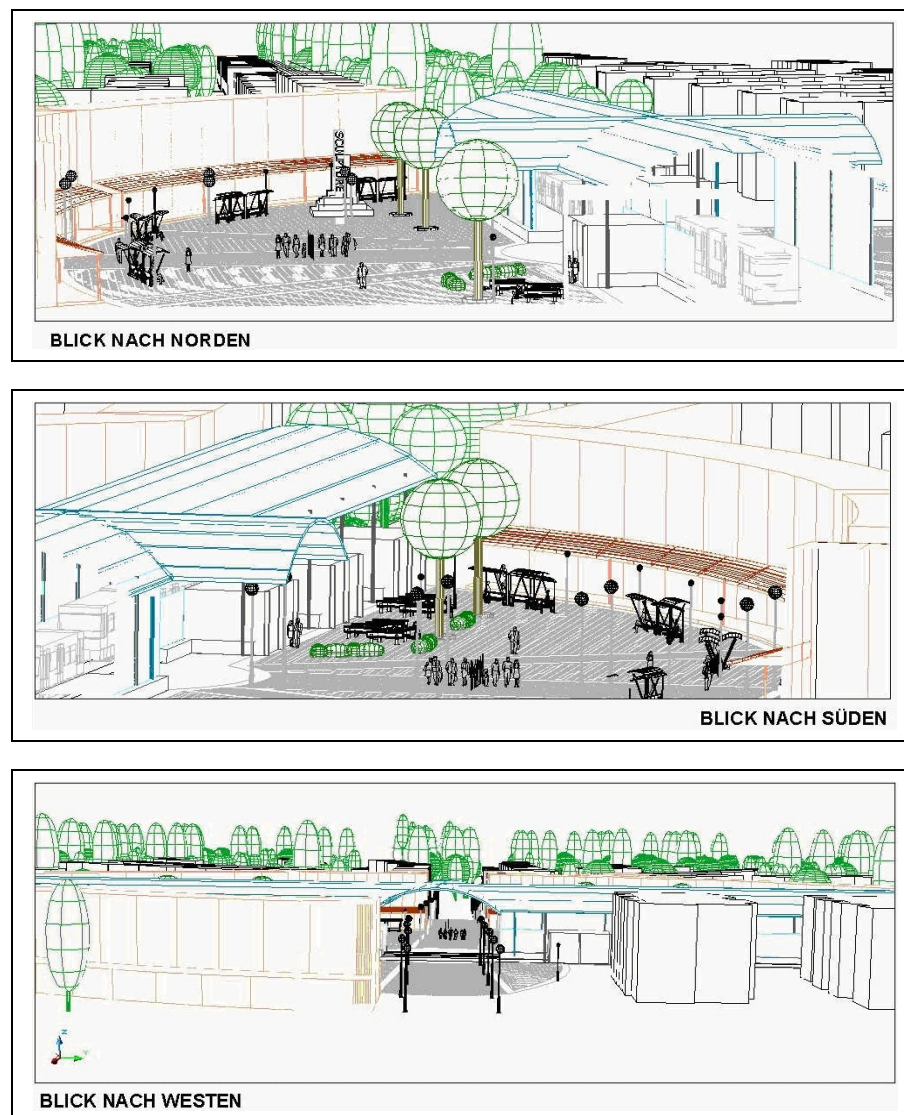 SCULPTURE
BLICK NACH NORDEN
BLICK NACH SÜDEN
Z
Y
BLICK NACH WESTEN